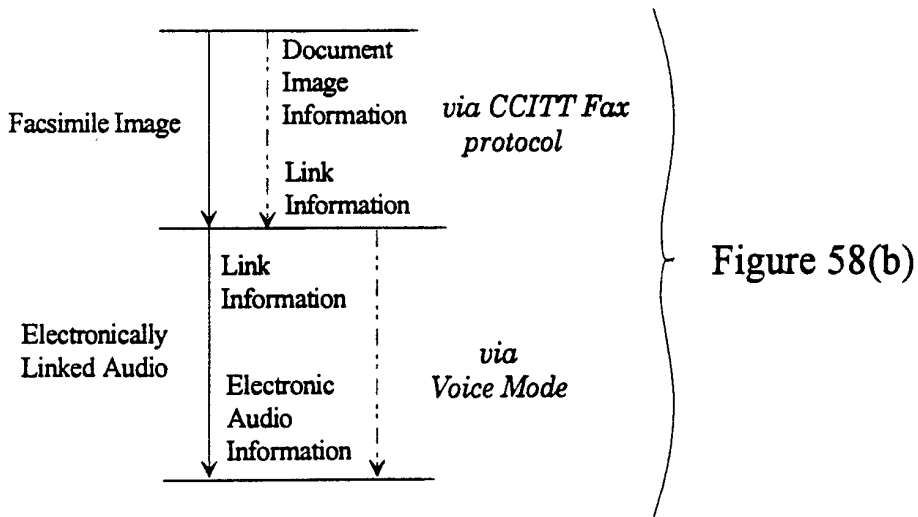 Document
Image
Information
Facsimile Image
via CCITT Fax
protocol
Link
Information
Link
Information
Figure 58(b)
Electronically
Linked Audio
via
Voice Mode
Electronic
Audio
Information